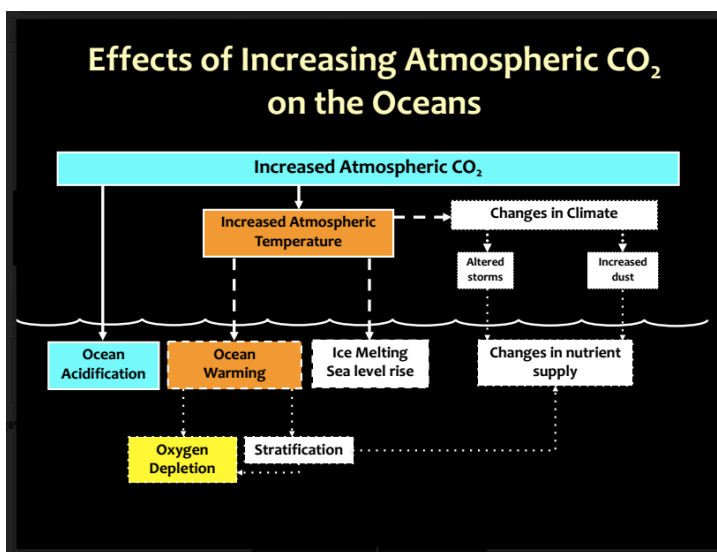 Effects of Increasing Atmospheric CO₂
on the Oceans
Increased Atmospheric CO₂
Increased Atmospheric
Temperature
Changes in Climate
Altered
storms
Increased
dust
Ocean
Acidification
Ocean
Warming
Ice Melting
Sea level rise
Changes in nutrient
supply
Oxygen
Depletion
Stratification